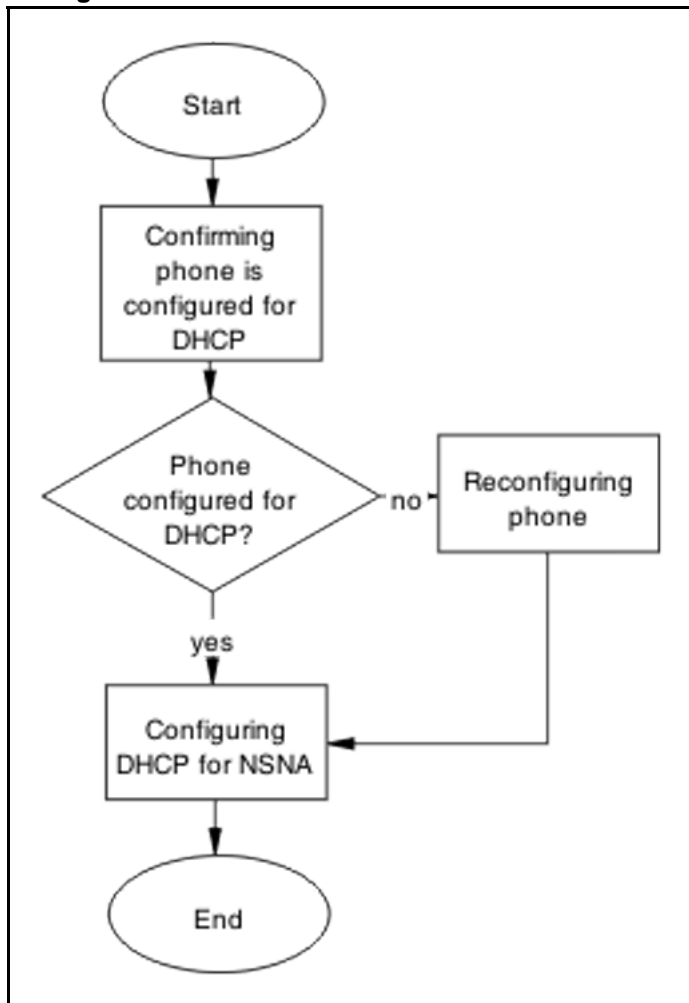 Start
Confirming
phone is
configured for
DHCP
Phone
configured for
DHCP?
no
Reconfiguring
phone
yes
Configuring
DHCP for NSNA
End